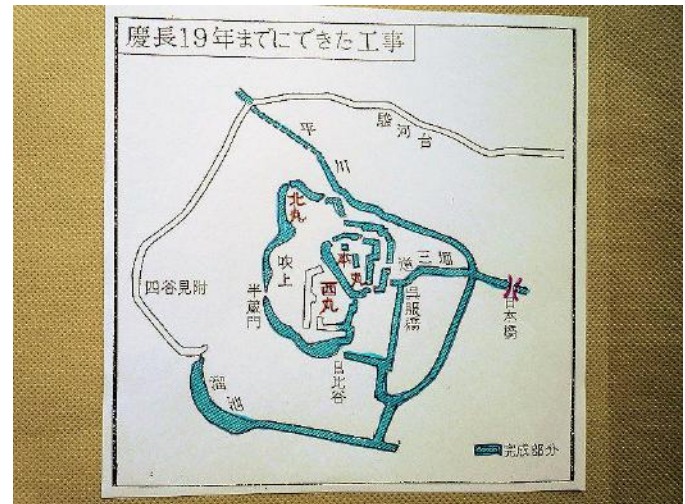 慶長19年までにできた工事
駿河台
平川
北丸
吹上
本丸
西丸
道三堀
呉服橋
日本橋
四谷見附
半蔵門
日比谷
溜池
完成部分